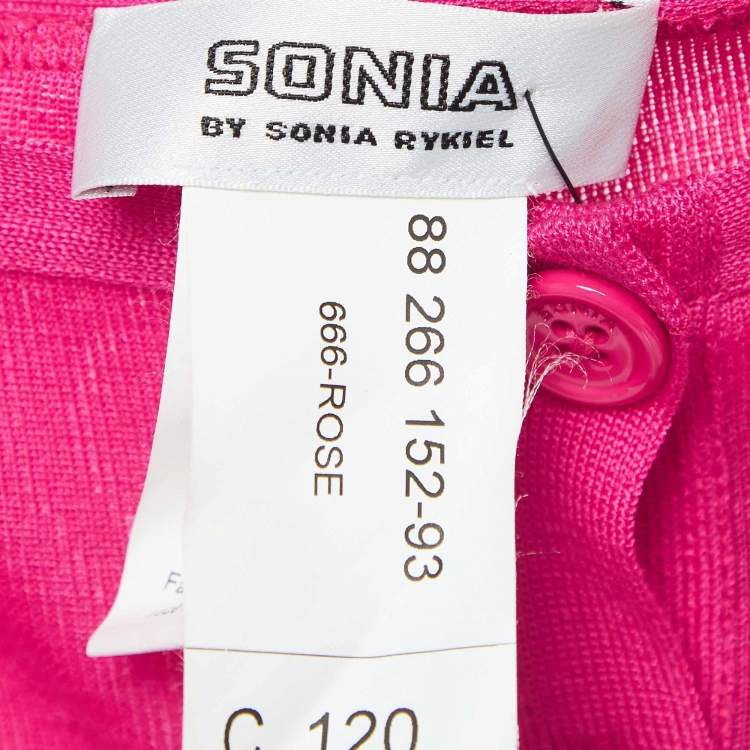 SONIA
BY SONIA RYKIEL
88 266 152-93
666-ROSE
C 120